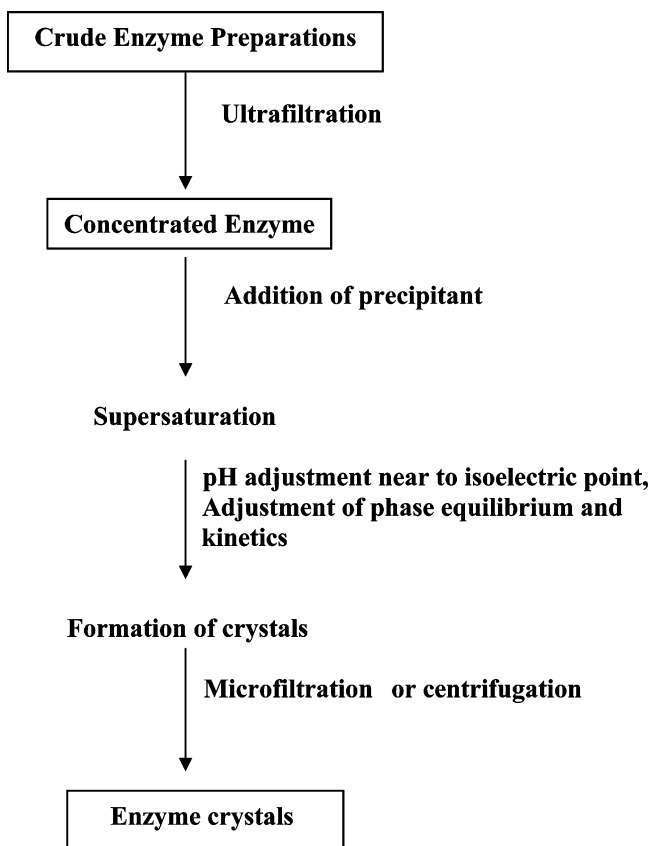 Crude Enzyme Preparations
Ultrafiltration
Concentrated Enzyme
Addition of precipitant
Supersaturation
pH adjustment near to isoelectric point,
Adjustment of phase equilibrium and
kinetics
Formation of crystals
Microfiltration or centrifugation
Enzyme crystals